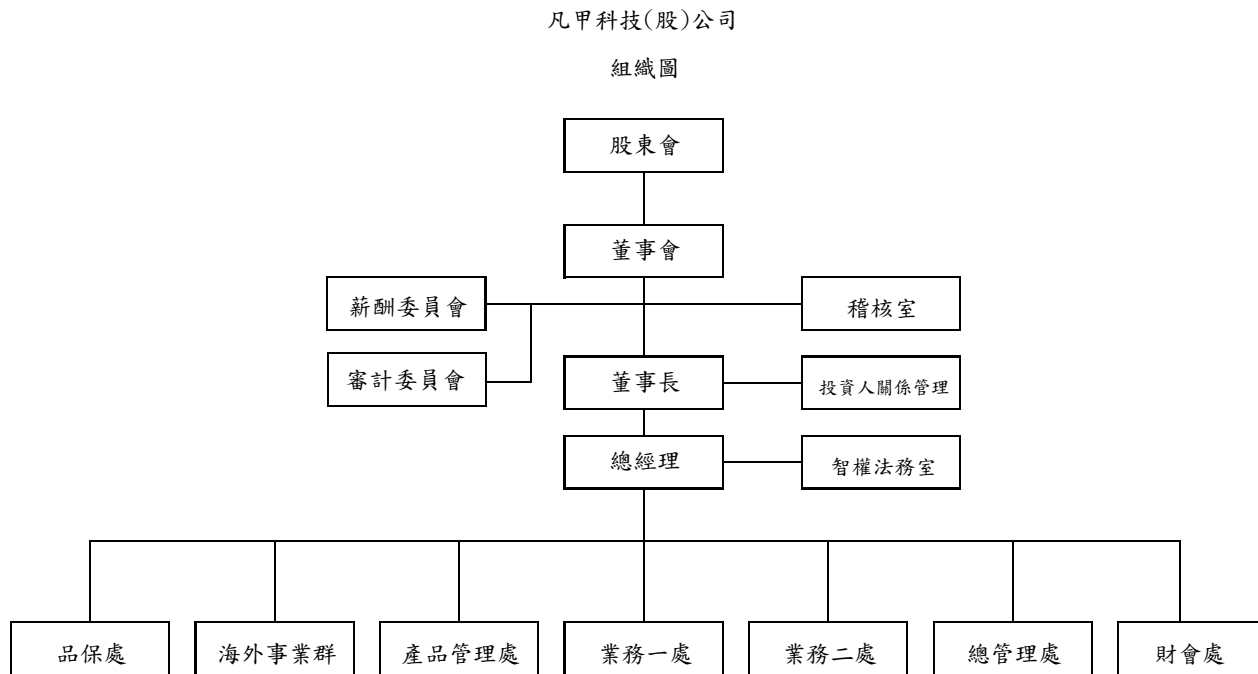 凡甲科技(股)公司
組織圖
股東會
董事會
薪酬委員會
稽核室
審計委員會
董事長
投資人關係管理
總經理
智權法務室
品保處
海外事業群
產品管理處
業務一處
業務二處
總管理處
財會處